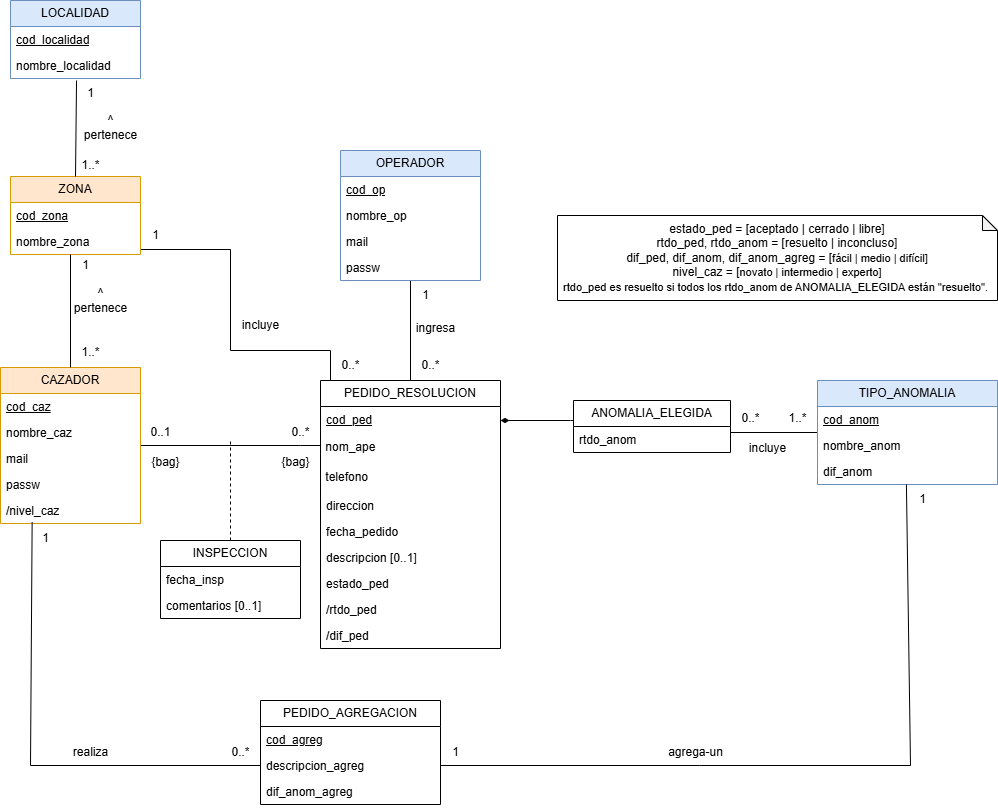 LOCALIDAD
cod_localidad
nombre_localidad
1
^
pertenece
1..*
ZONA
cod_zona
nombre_zona
1
1
^
pertenece
1..*
incluye
0..*
OPERADOR
cod_op
nombre_op
mail
passw
1
ingresa
0..*
estado_ped = [aceptado | cerrado | libre]
rtdo_ped, rtdo_anom = [resuelto | inconcluso]
dif_ped, dif_anom, dif_anom_agreg = [fácil | medio | difícil]
nivel_caz = [novato | intermedio | experto]
rtdo_ped es resuelto si todos los rtdo_anom de ANOMALIA_ELEGIDA están "resuelto".
CAZADOR
cod_caz
nombre_caz
mail
passw
/nivel_caz
0..1
{bag}
0..*
{bag}
1
INSPECCION
fecha_insp
comentarios [0..1]
PEDIDO_RESOLUCION
cod_ped
nom_ape
telefono
direccion
fecha_pedido
descripcion [0..1]
estado_ped
/rtdo_ped
/dif_ped
ANOMALIA_ELEGIDA
rtdo_anom
0..*
1..*
incluye
TIPO_ANOMALIA
cod_anom
nombre_anom
dif_anom
1
PEDIDO_AGREGACION
cod_agreg
descripcion_agreg
dif_anom_agreg
realiza
0..*
1
agrega-un